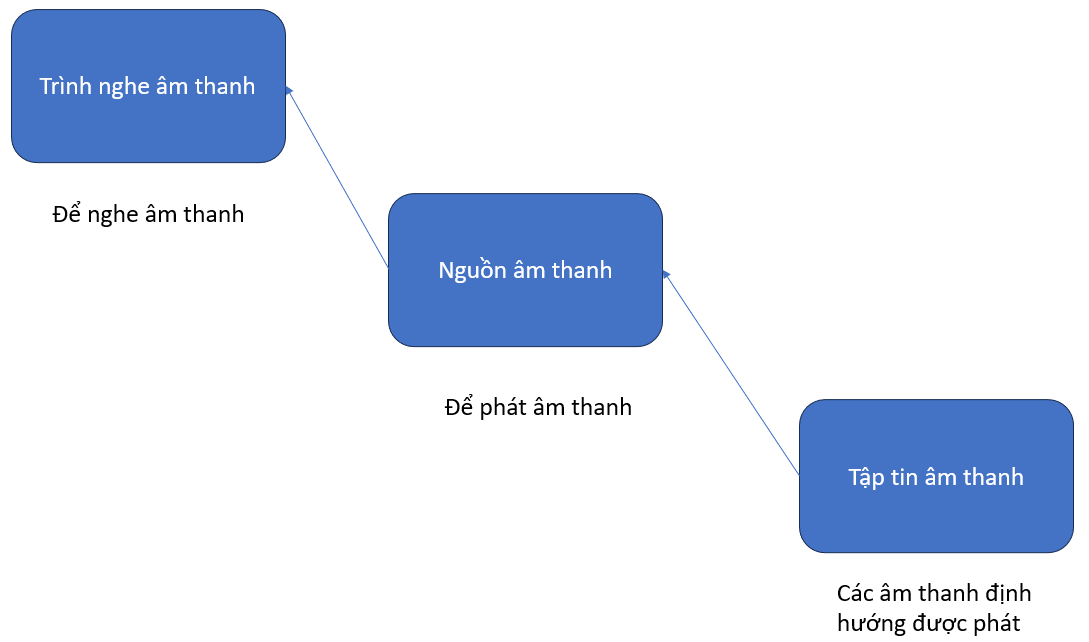 Trình nghe âm thanh
Để nghe âm thanh
Nguồn âm thanh
Để phát âm thanh
Tập tin âm thanh
Các âm thanh định
hướng được phát